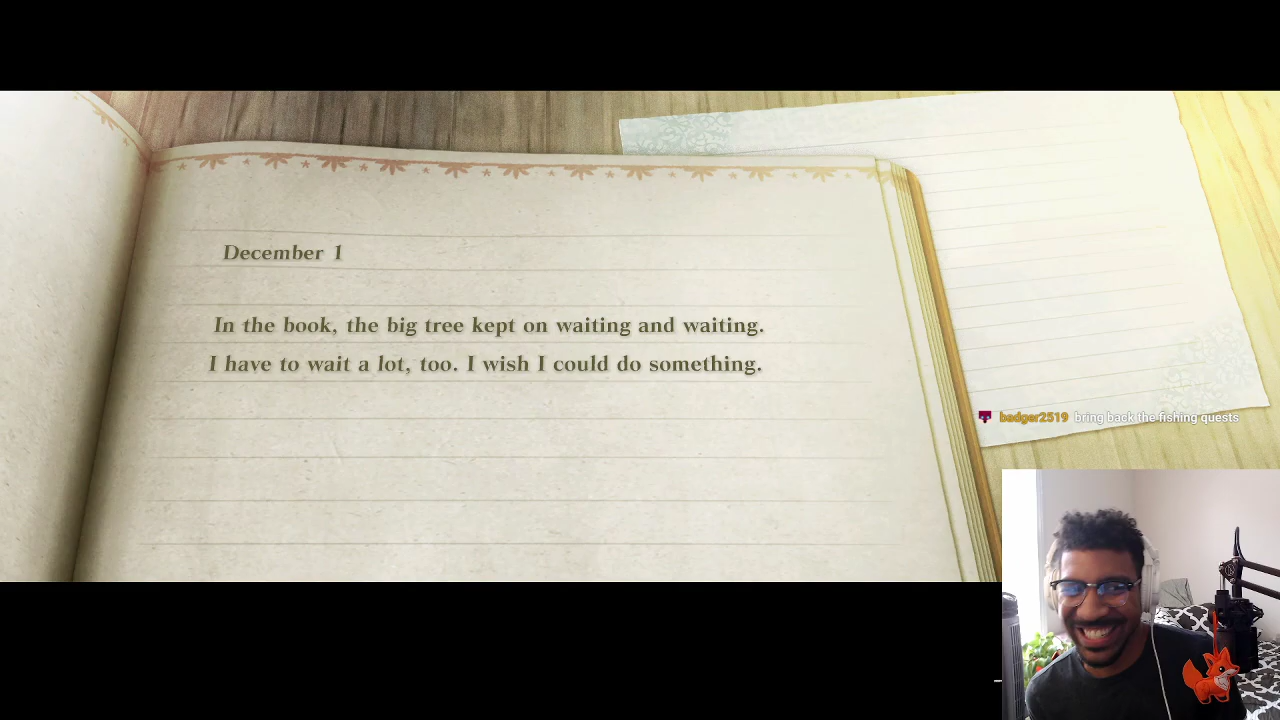 December 1
In the book, the big tree kept on waiting and waiting.
I have to wait a lot, too. I wish I could do something.
badger2519 bring back the fishing quests